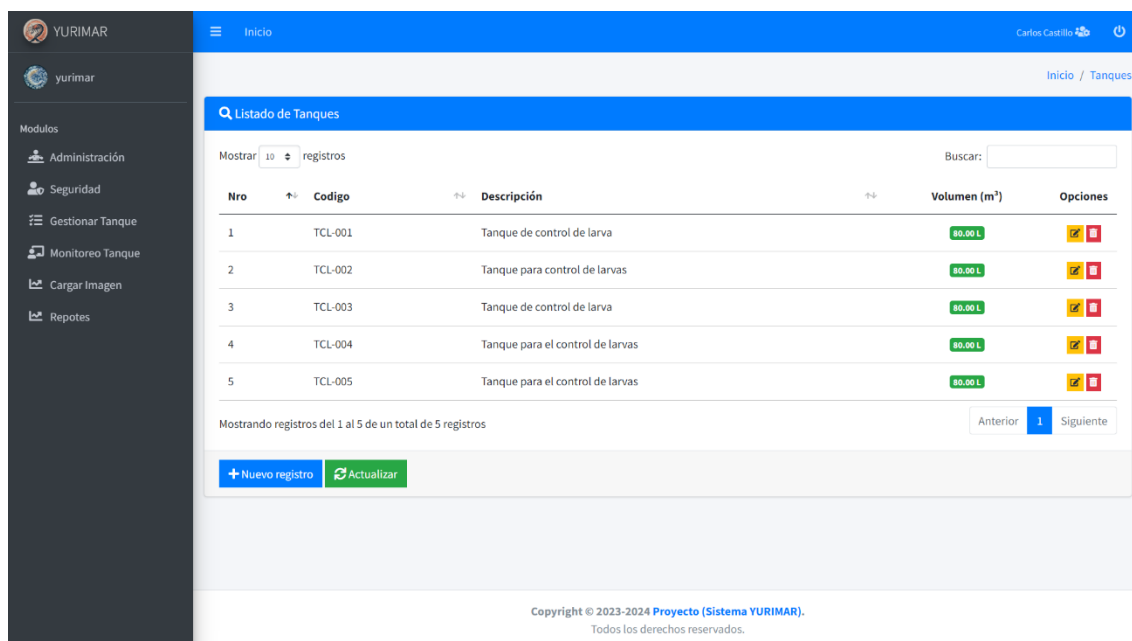 YURIMAR
Inicio
Carlos Castillo
yurimar
Inicio / Tanques
Modulos
Administración
Seguridad
Gestionar Tanque
Monitoreo Tanque
Cargar Imagen
Repotes
Listado de Tanques
Mostrar 10 registros
Buscar:
Nro Codigo Descripción Volumen (m³) Opciones
1 TCL-001 Tanque de control de larva 80.00 L
2 TCL-002 Tanque para control de larvas 80.00 L
3 TCL-003 Tanque de control de larva 80.00 L
4 TCL-004 Tanque para el control de larvas 80.00 L
5 TCL-005 Tanque para el control de larvas 80.00 L
Mostrando registros del 1 al 5 de un total de 5 registros
Anterior 1 Siguiente
Nuevo registro Actualizar
Copyright © 2023-2024 Proyecto (Sistema YURIMAR).
Todos los derechos reservados.